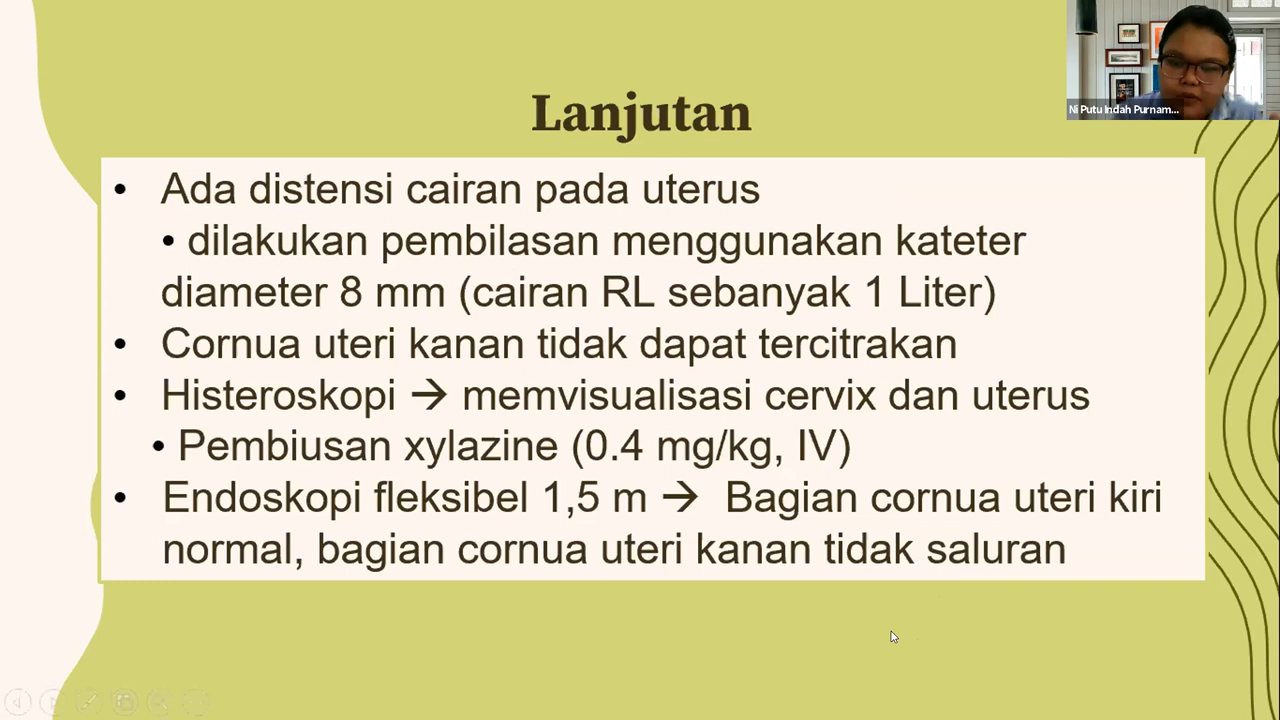 Ni Putu Indah Purnam...
Lanjutan
• Ada distensi cairan pada uterus
• dilakukan pembilasan menggunakan kateter
diameter 8 mm (cairan RL sebanyak 1 Liter)
• Cornua uteri kanan tidak dapat tercitrakan
• Histeroskopi → memvisualisasi cervix dan uterus
• Pembiusan xylazine (0.4 mg/kg, IV)
• Endoskopi fleksibel 1,5 m → Bagian cornua uteri kiri
normal, bagian cornua uteri kanan tidak saluran